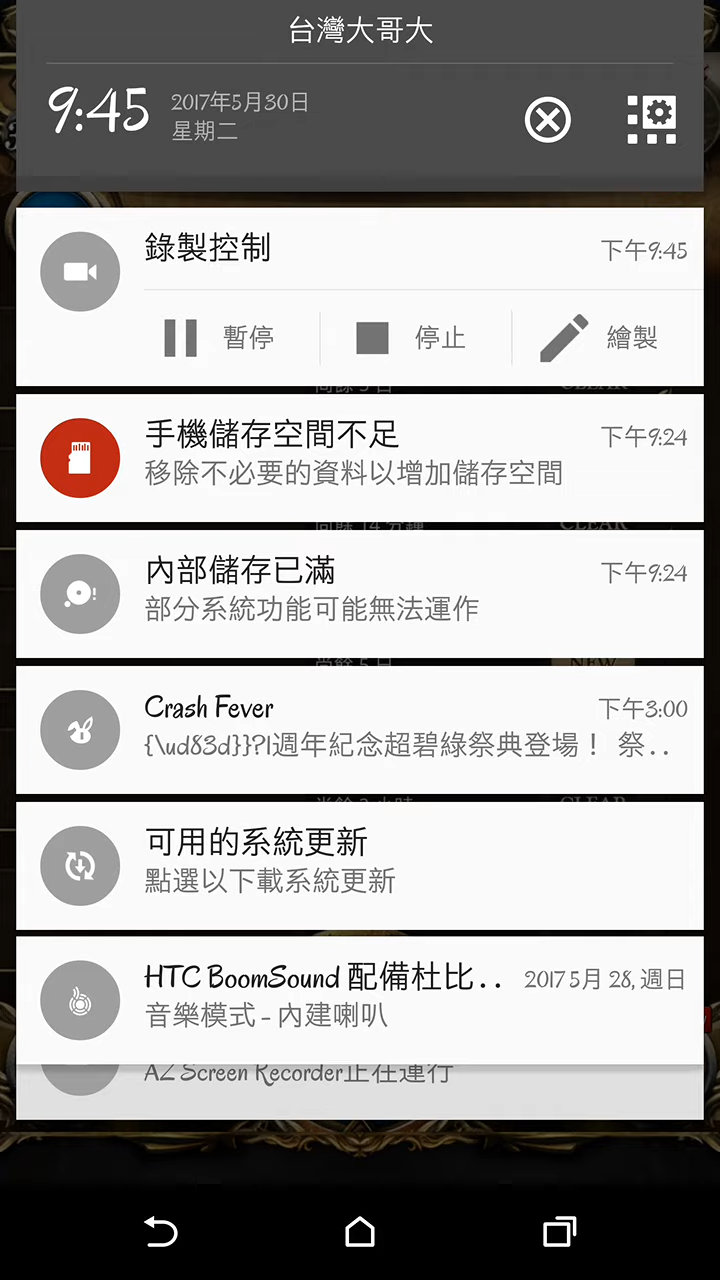 台灣大哥大
9:45
2017年5月30日
星期二
錄製控制
下午9:45
暫停
停止
繪製
手機儲存空間不足
下午9:24
移除不必要的資料以增加儲存空間
CLEAR
內部儲存已滿
下午9:24
部分系統功能可能無法運作
NEW
Crash Fever
下午3:00
{\ud83d}}?l週年紀念超碧綠祭典登場！ 祭..
可用的系統更新
點選以下載系統更新
HTC BoomSound 配備杜比..
2017 5月 28, 週日
音樂模式 - 內建喇叭
AZ Screen Recorder正在運行